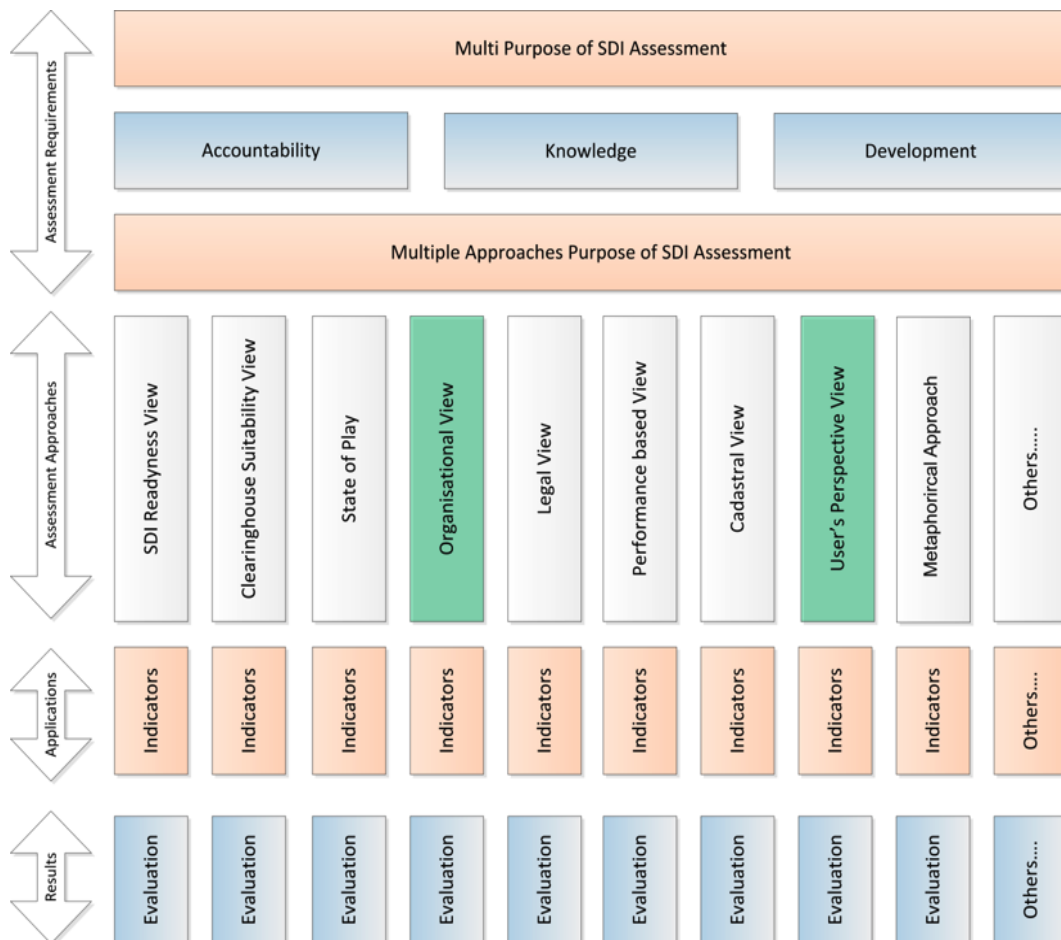 Assessment Requirements
Multi Purpose of SDI Assessment
Accountability
Knowledge
Development
Multiple Approaches Purpose of SDI Assessment
Assessment Approaches
SDI Readyness View
Clearinghouse Suitability View
State of Play
Organisational View
Legal View
Performance based View
Cadastral View
User's Perspective View
Metaphorircal Approach
Others.....
Applications
Indicators
Indicators
Indicators
Indicators
Indicators
Indicators
Indicators
Indicators
Indicators
Others....
Results
Evaluation
Evaluation
Evaluation
Evaluation
Evaluation
Evaluation
Evaluation
Evaluation
Evaluation
Others....